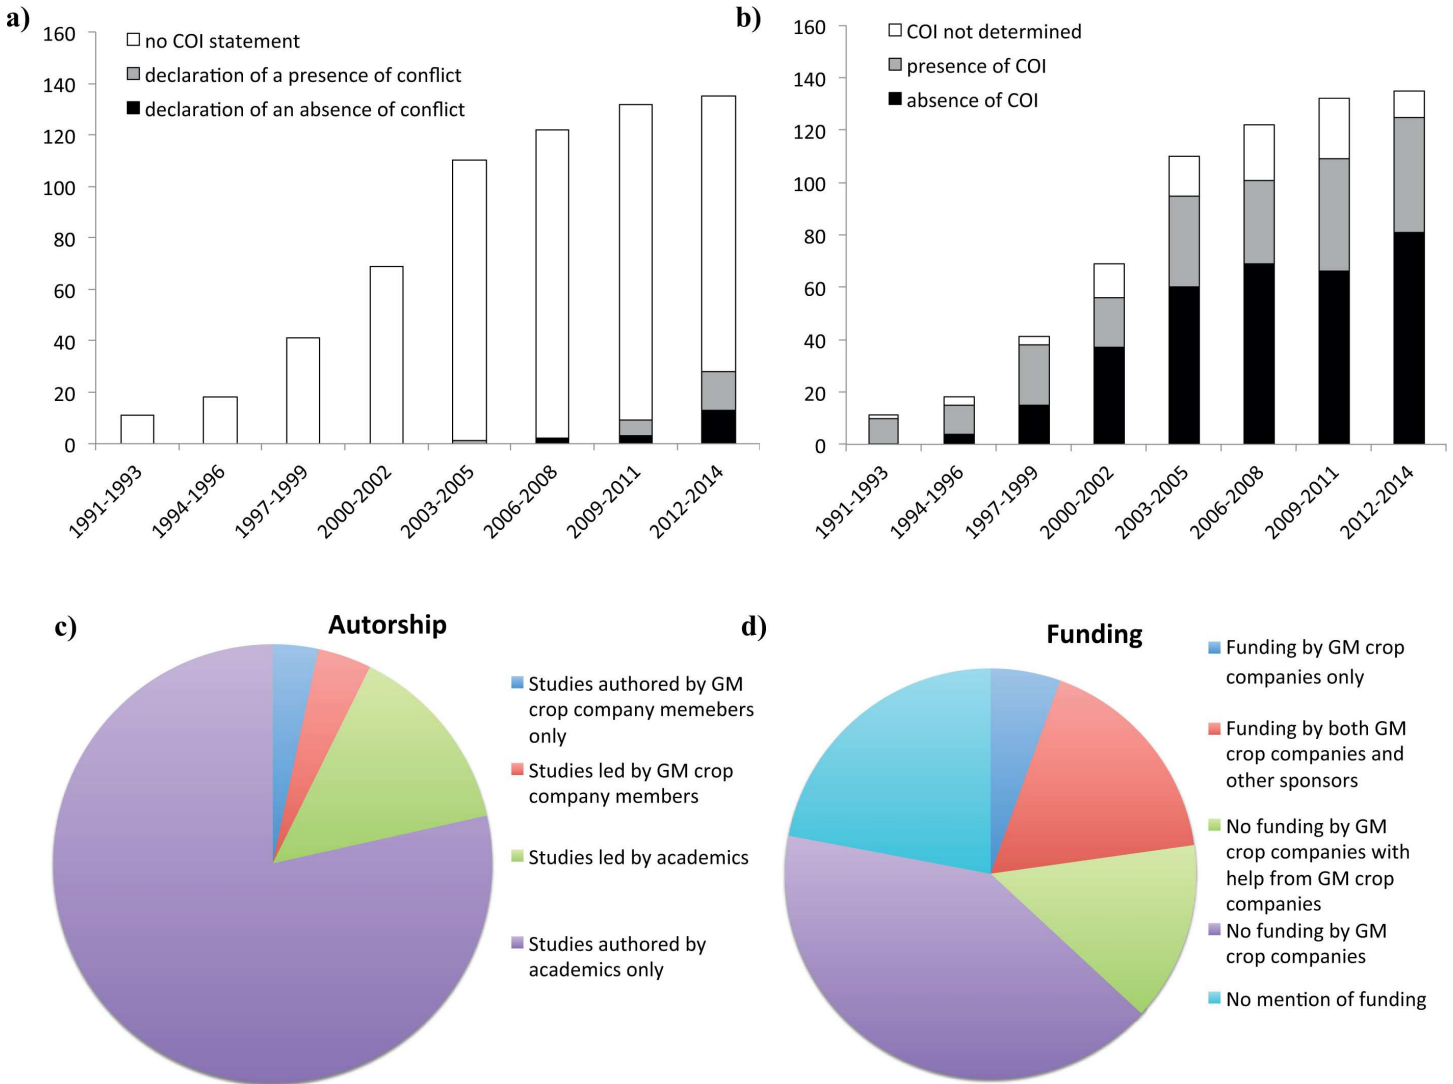 a)
160
140
120
100
80
60
40
20
0
no COI statement
declaration of a presence of conflict
declaration of an absence of conflict
1991-1993
1994-1996
1997-1999
2000-2002
2003-2005
2006-2008
2009-2011
2012-2014
b)
160
140
120
100
80
60
40
20
0
COI not determined
presence of COI
absence of COI
1991-1993
1994-1996
1997-1999
2000-2002
2003-2005
2006-2008
2009-2011
2012-2014
c)
Autorship
Studies authored by GM
crop company memebers
only
Studies led by GM crop
company members
Studies led by academics
Studies authored by
academics only
d)
Funding
Funding by GM crop
companies only
Funding by both GM
crop companies and
other sponsors
No funding by GM
crop companies with
help from GM crop
companies
No funding by GM
crop companies
No mention of funding